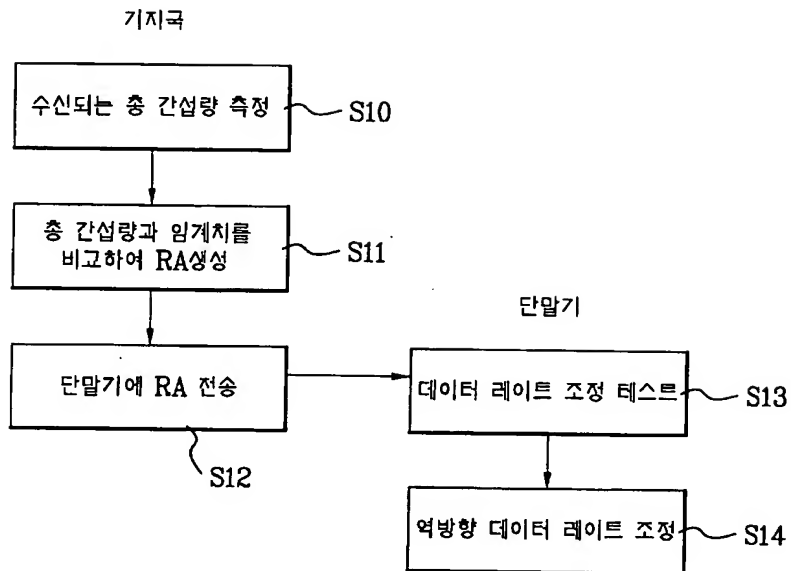 기지국
수신되는 총 간섭량 측정
S10
총 간섭량과 임계치를
비교하여 RA생성
S11
단말기에 RA 전송
S12
단말기
데이터 레이트 조정 테스트
S13
역방향 데이터 레이트 조정
S14